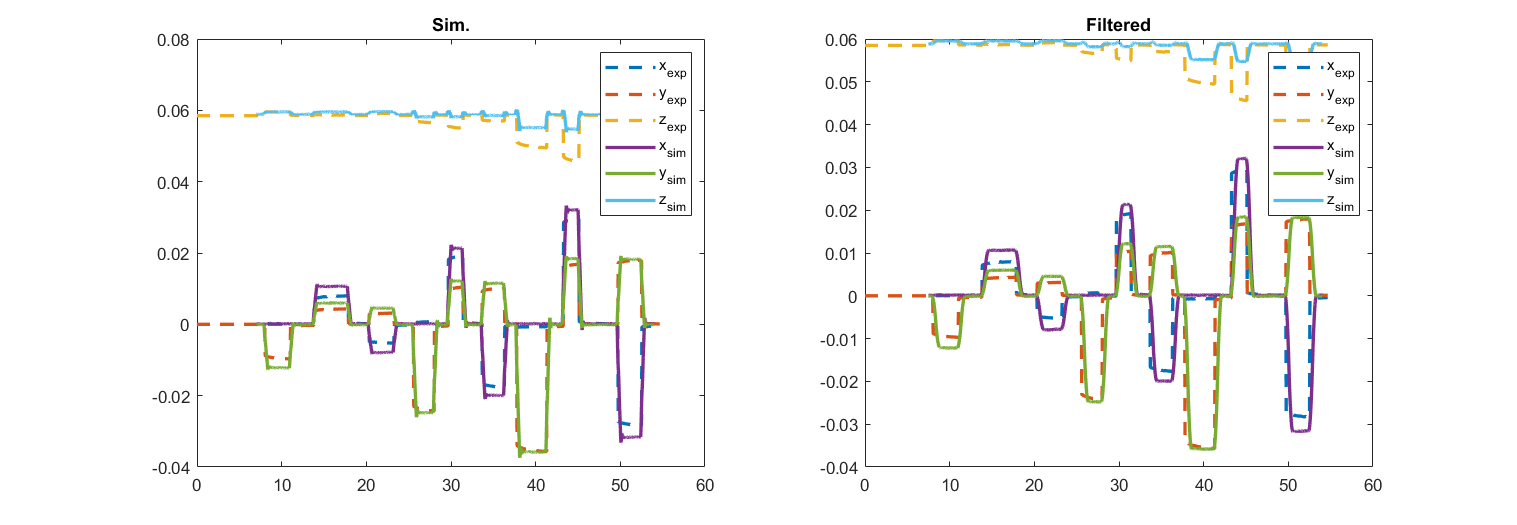 Sim.
0.08
0.06
0.04
0.02
0
-0.02
-0.04
0 10 20 30 40 50 60
x_exp
y_exp
z_exp
x_sim
y_sim
z_sim
Filtered
0.06
0.05
0.04
0.03
0.02
0.01
0
-0.01
-0.02
-0.03
-0.04
0 10 20 30 40 50 60
x_exp
y_exp
z_exp
x_sim
y_sim
z_sim